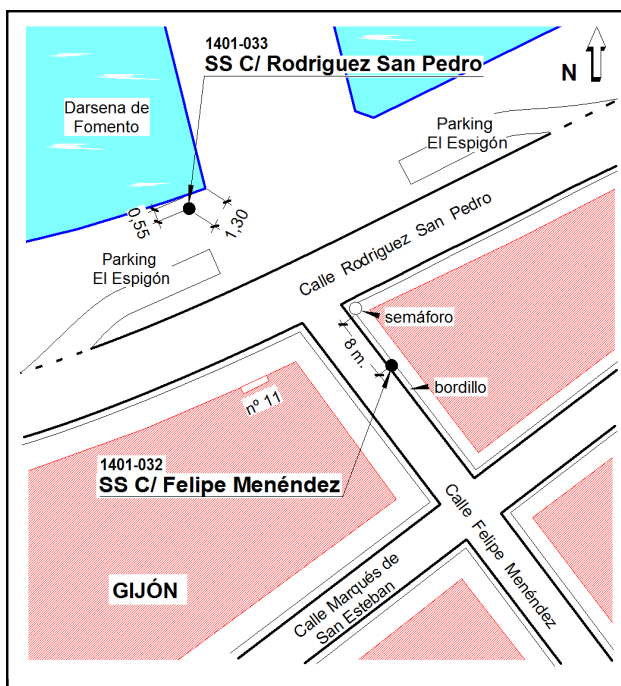 1401-033
SS C/ Rodriguez San Pedro
N
Darsena de
Fomento
Parking
El Espigón
0,55
1,30
Calle Rodriguez San Pedro
Parking
El Espigón
semáforo
8 m.
bordillo
nº 11
1401-032
SS C/ Felipe Menéndez
Calle Felipe Menéndez
GIJÓN
Calle Marqués de
San Esteban